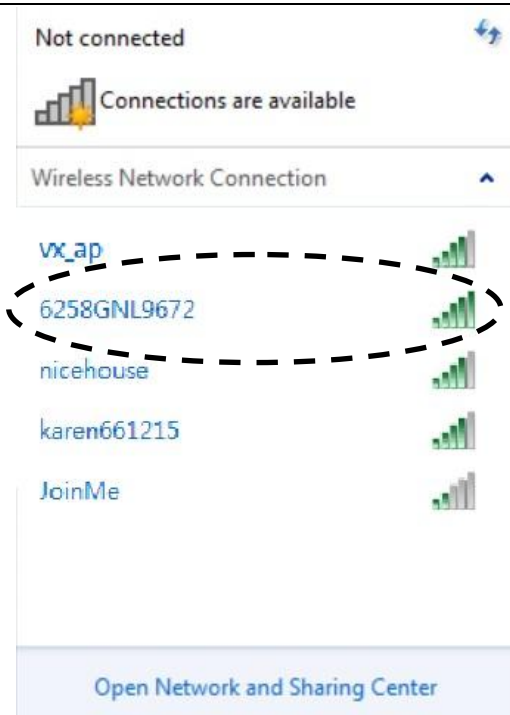 Not connected
Connections are available
Wireless Network Connection
vx_ap
6258GNL9672
nicehouse
karen661215
JoinMe
Open Network and Sharing Center